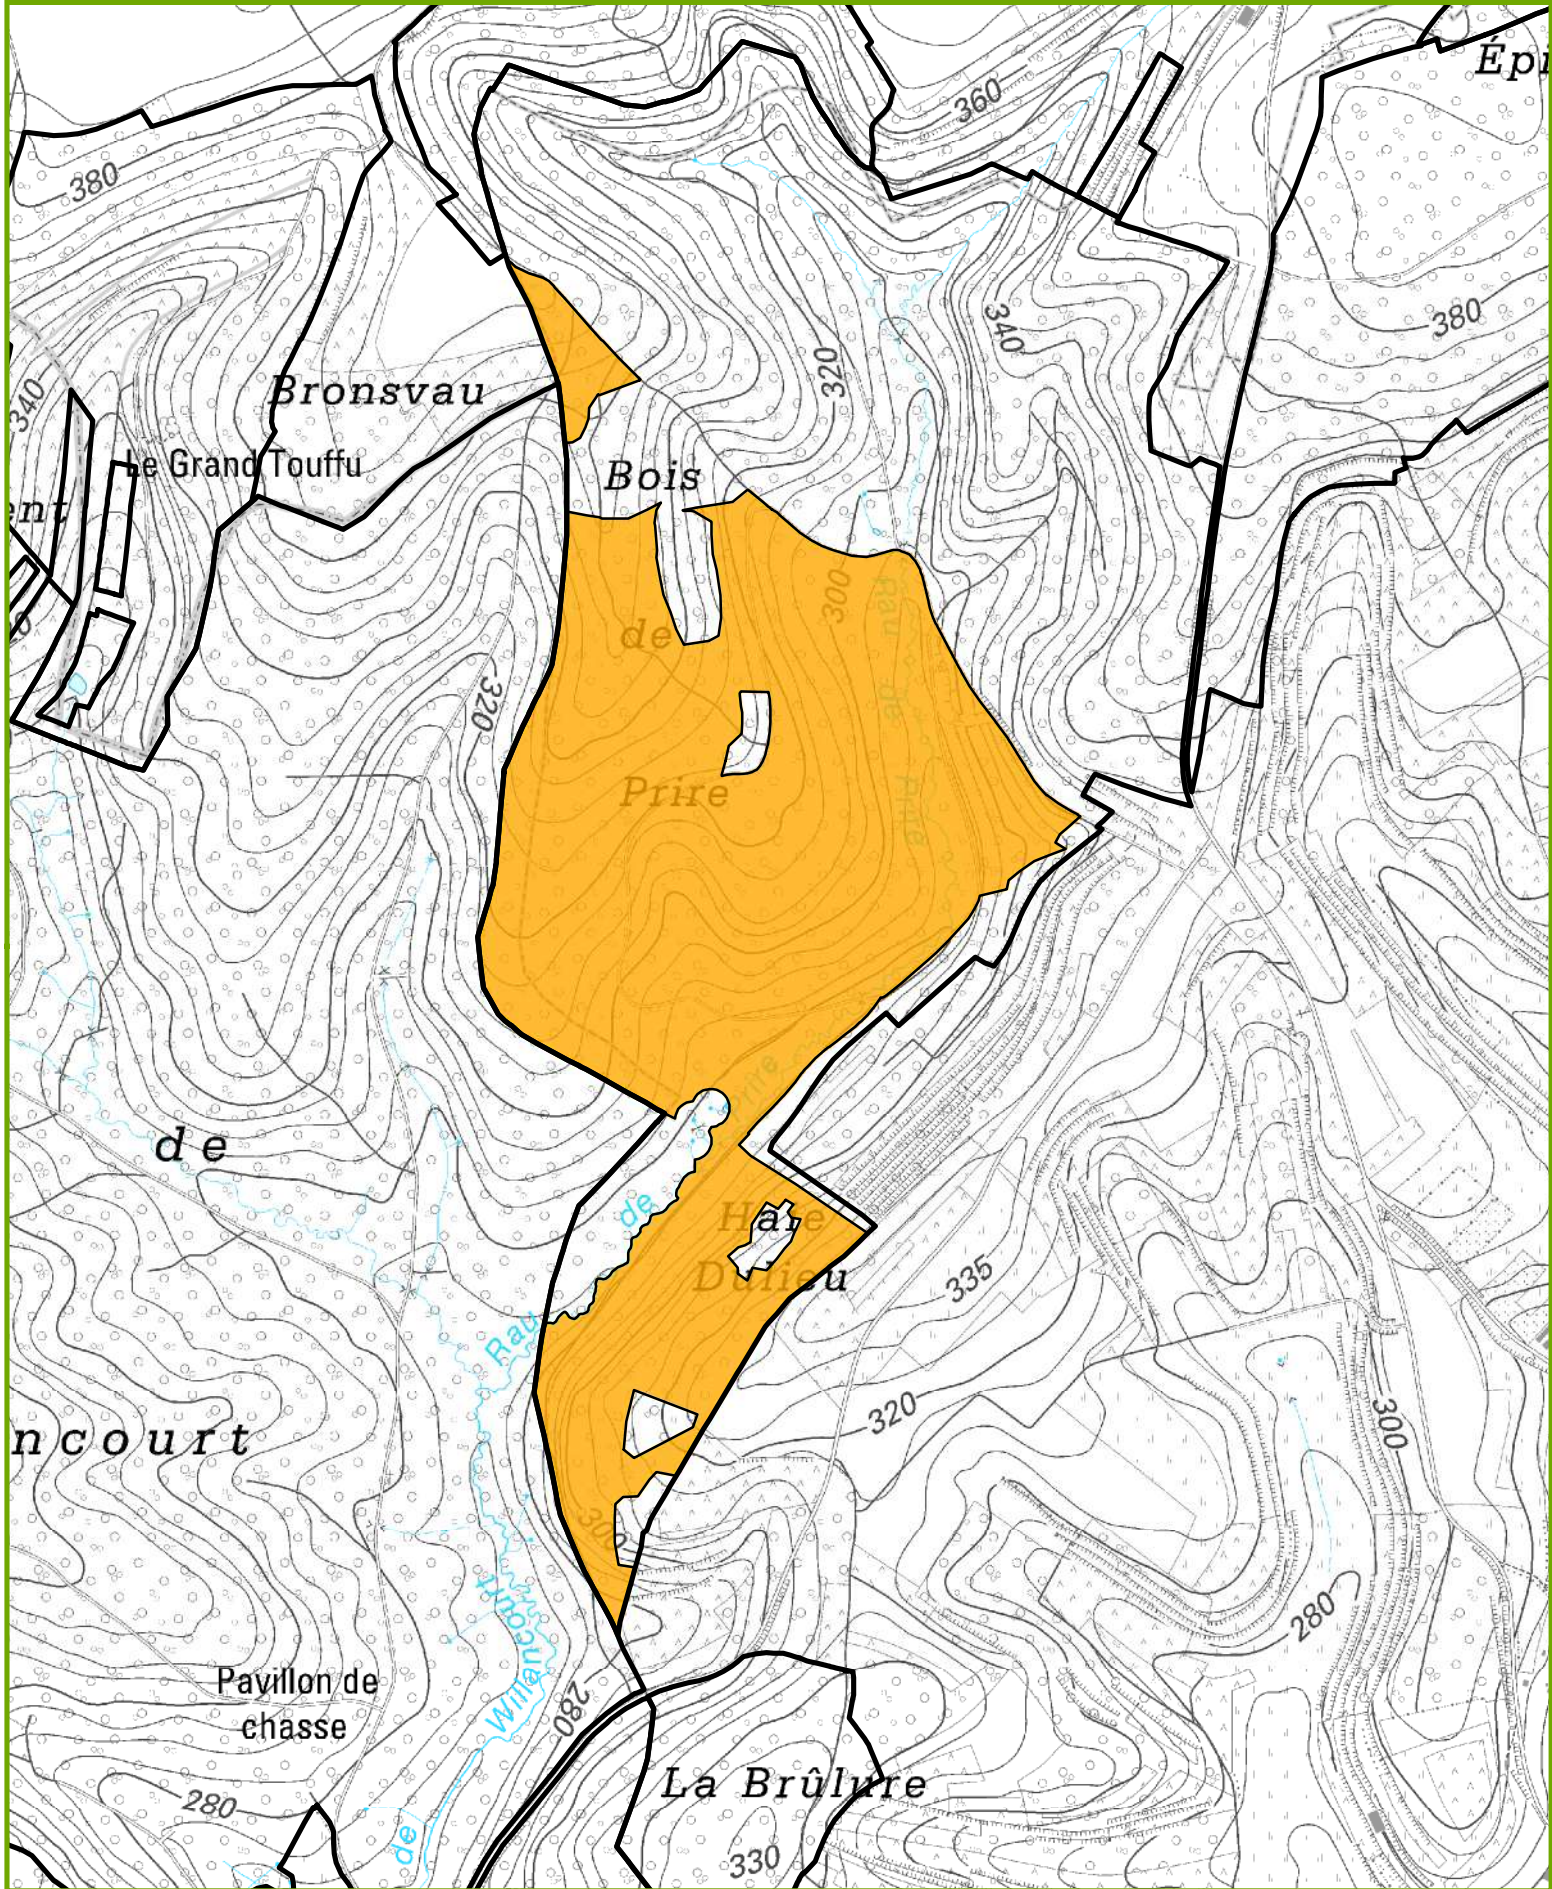 Épi
360
380
380
340
320
340
Bronsvau
Le Grand Touffu
Bois
ent
300
Rau de Prire
de
320
Prire
Prire
de
de
Haie
Dulieu
335
Rau
320
300
ncourt
300
280
Willancourt
Pavillon de
chasse
280
280
La Brûlure
de
330